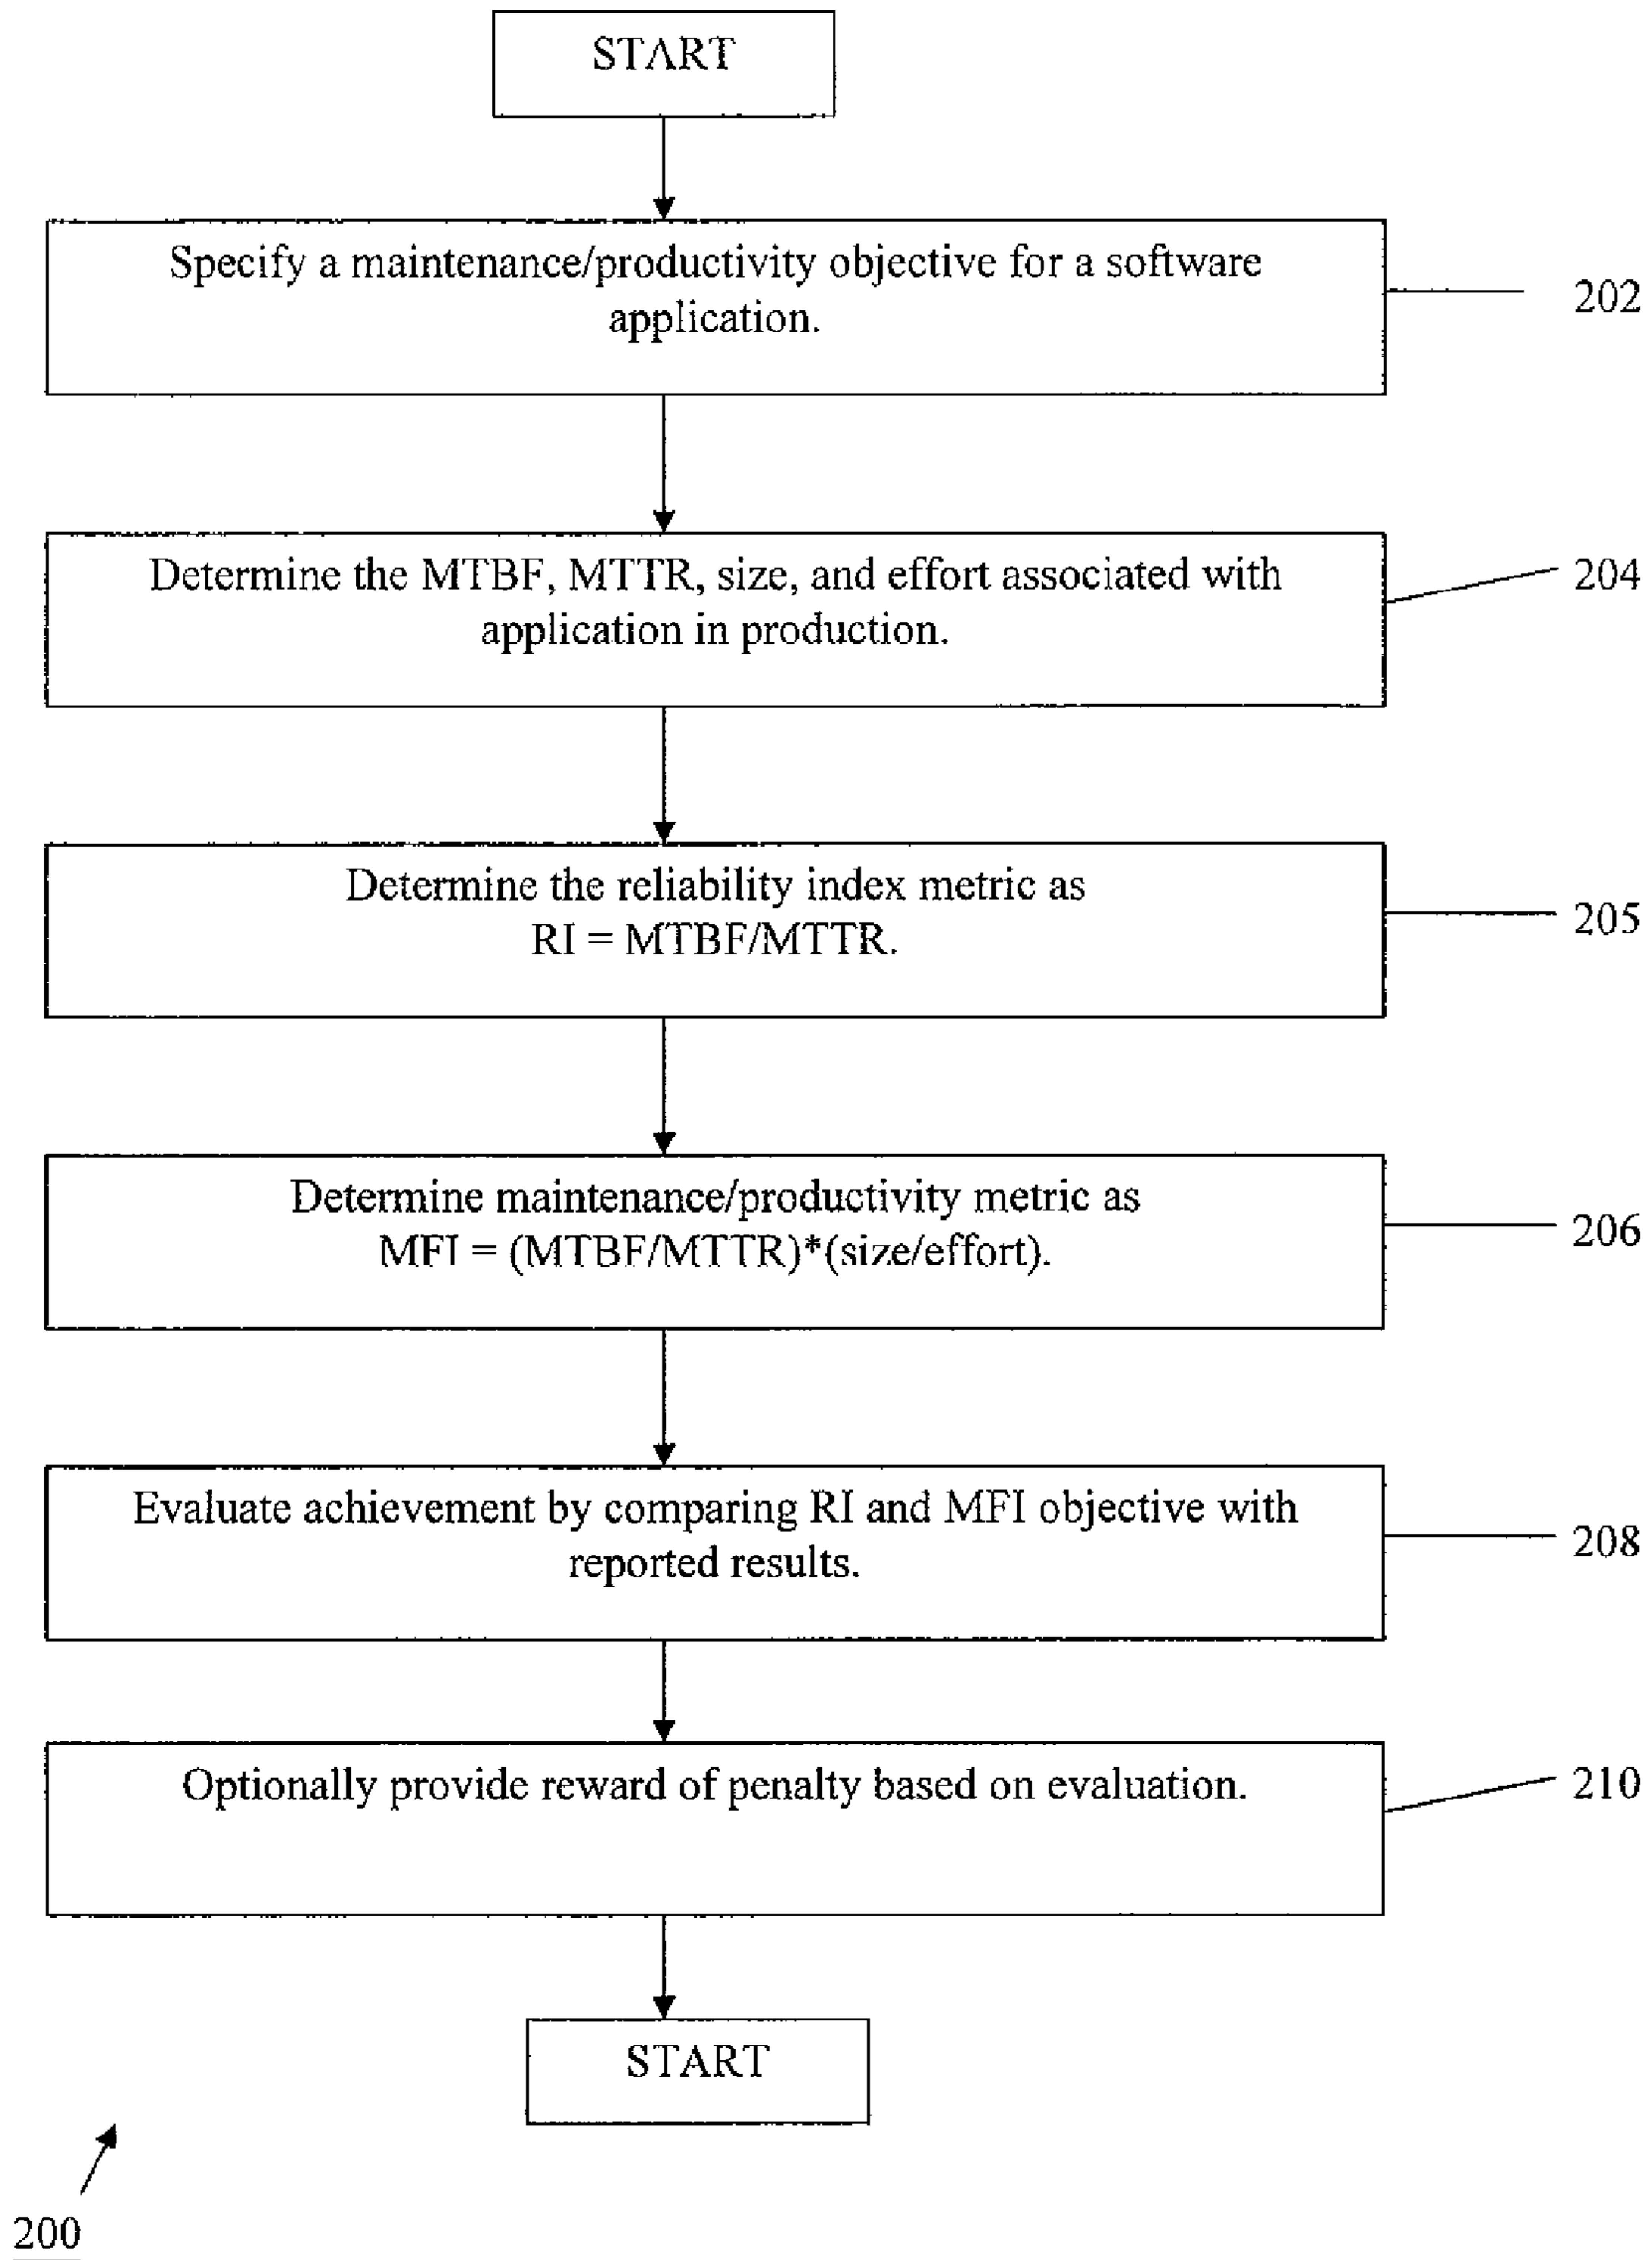 START
Specify a maintenance/productivity objective for a software
application.
202
Determine the MTBF, MTTR, size, and effort associated with
application in production.
204
Determine the reliability index metric as
RI = MTBF/MTTR.
205
Determine maintenance/productivity metric as
MFI = (MTBF/MTTR)*(size/effort).
206
Evaluate achievement by comparing RI and MFI objective with
reported results.
208
Optionally provide reward of penalty based on evaluation.
210
START
200